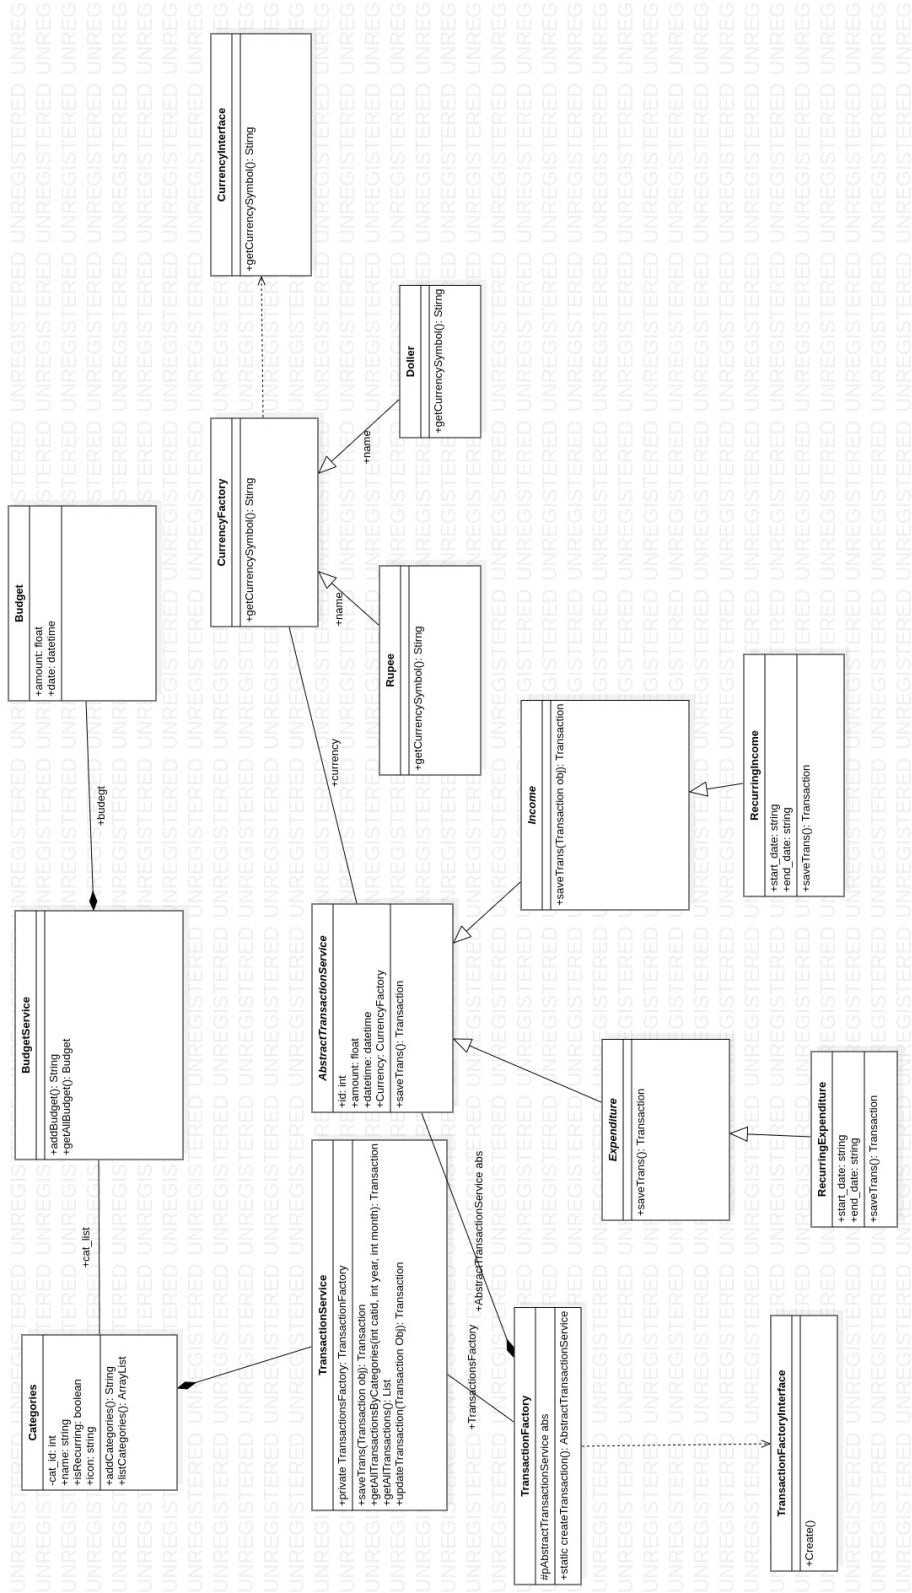 Categories
-cat_id: int
+name: string
+isRecurring: boolean
+icon: string
+addCategories(): String
+listCategories(): ArrayList
+cat_list
BudgetService
+addBudget(): String
+getAllBudget(): Budget
+budegt
Budget
+amount: float
+date: datetime
TransactionService
+private TransactionsFactory: TransactionFactory
+saveTrans(Transaction obj): Transaction
+getAllTransactionsByCategories(int catid, int year, int month): Transaction
+getAllTransactions(): List
+updateTransaction(Transaction Obj): Transaction
AbstractTransactionService
+id: int
+amount: float
+datetime: datetime
+Currency: CurrencyFactory
+saveTrans(): Transaction
+currency
CurrencyFactory
+getCurrencySymbol(): Stirng
CurrencyInterface
+getCurrencySymbol(): Stirng
+name
Rupee
+getCurrencySymbol(): Stirng
+name
Doller
+getCurrencySymbol(): Stirng
+TransactionsFactory
+AbstractTransactionService abs
TransactionFactory
#pAbstractTransactionService abs
+static createTransaction(): AbstractTransactionService
Expenditure
+saveTrans(): Transaction
Income
+saveTrans(Transaction obj): Transaction
TransactionFactoryInterface
+Create()
RecurringExpenditure
+start_date: string
+end_date: string
+saveTrans(): Transaction
RecurringIncome
+start_date: string
+end_date: string
+saveTrans(): Transaction
UNREGISTERED